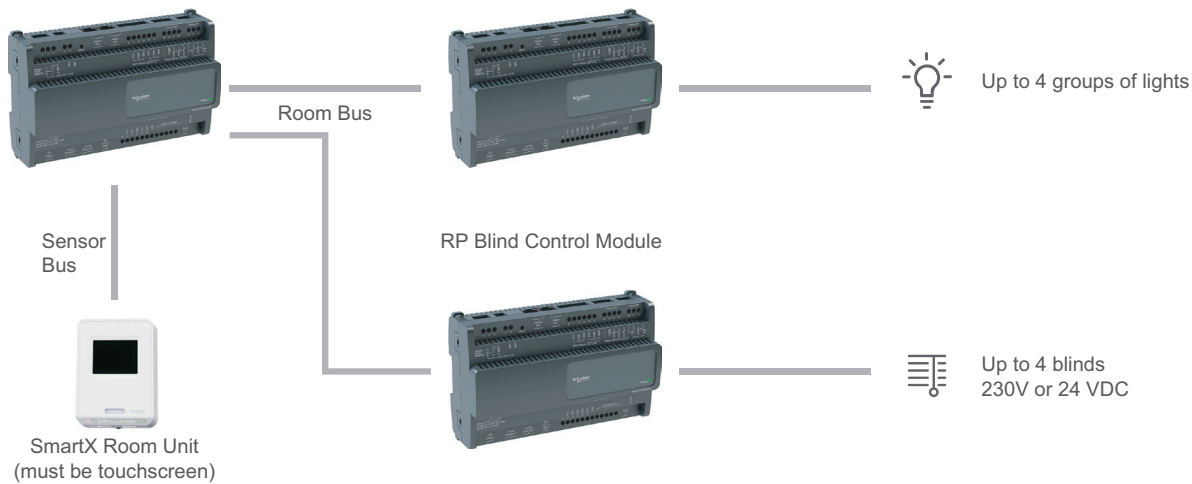 Room Bus
Up to 4 groups of lights
Sensor
Bus
RP Blind Control Module
Up to 4 blinds
230V or 24 VDC
SmartX Room Unit
(must be touchscreen)